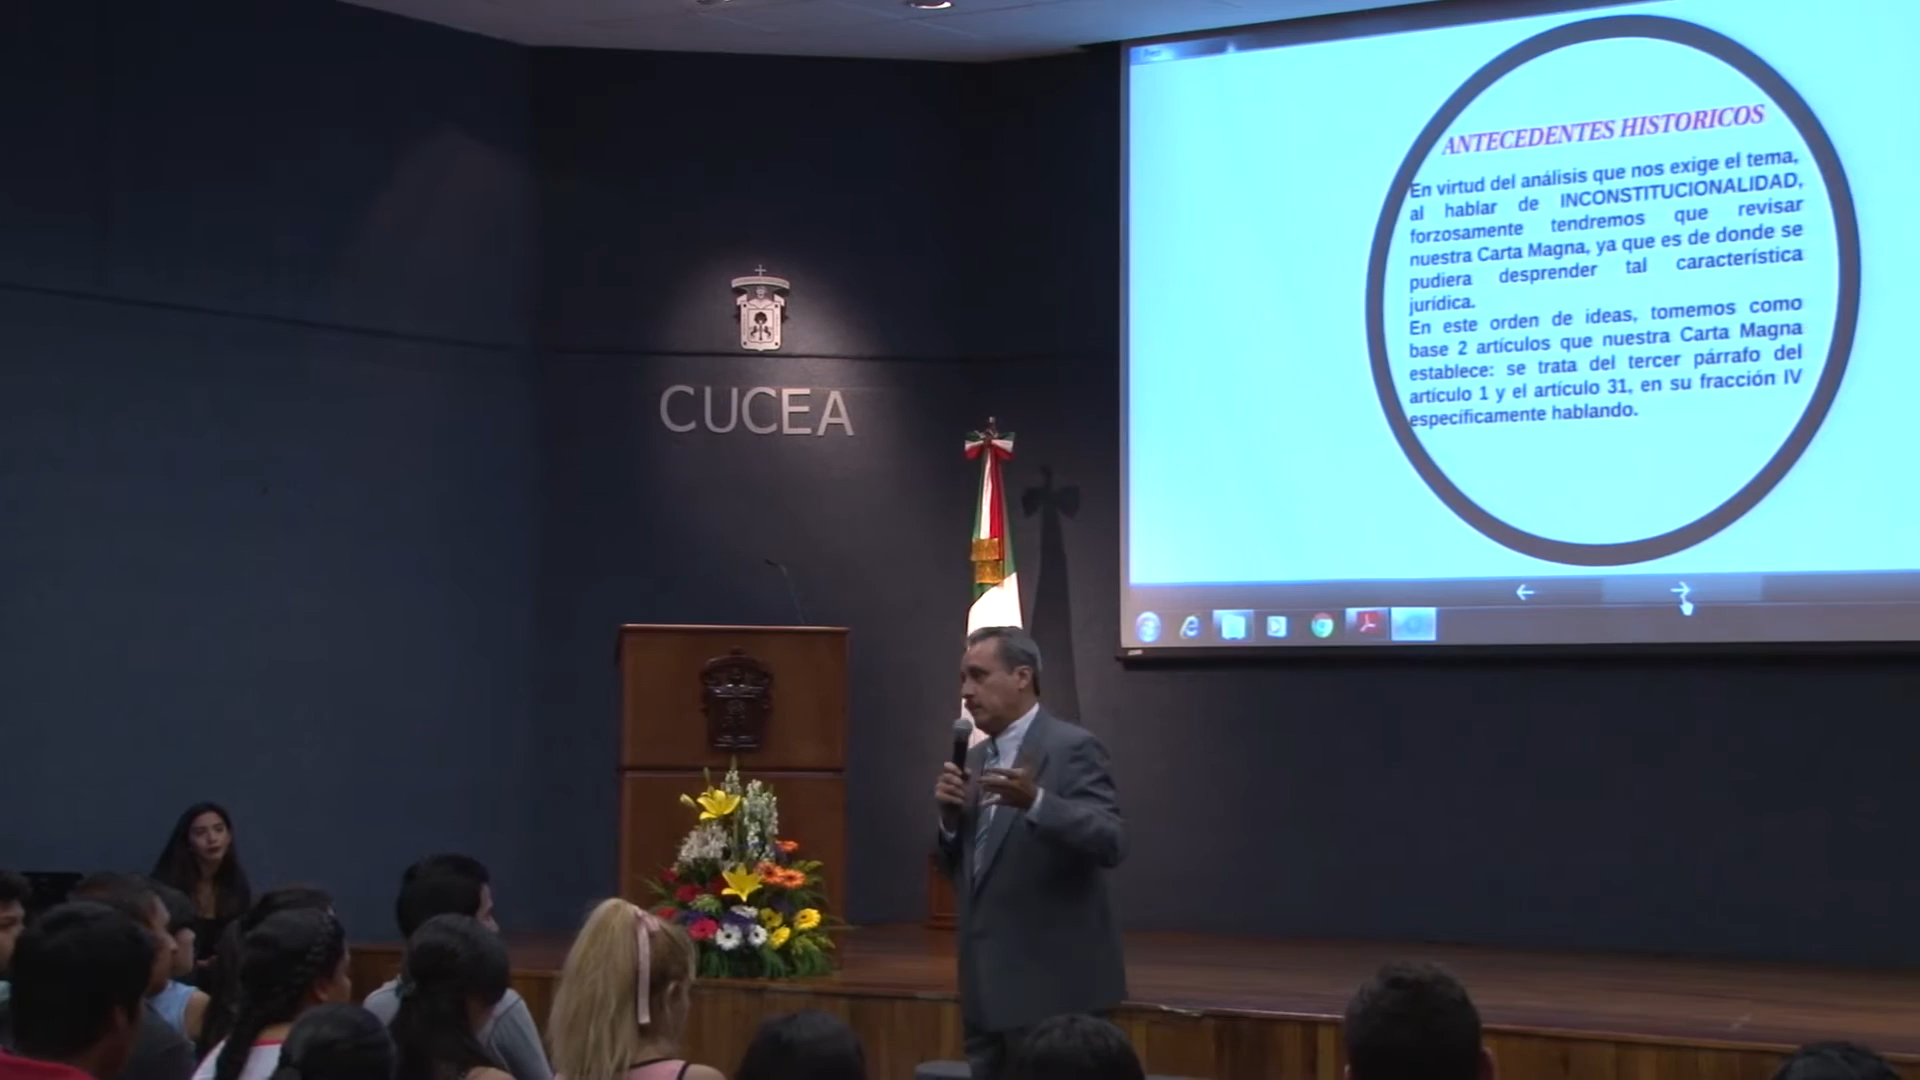 CUCEA
ANTECEDENTES HISTORICOS
En virtud del análisis que nos exige el tema,
al hablar de INCONSTITUCIONALIDAD,
forzosamente tendremos que revisar
nuestra Carta Magna, ya que es de donde se
pudiera desprender tal característica
jurídica.
En este orden de ideas, tomemos como
base 2 artículos que nuestra Carta Magna
establece: se trata del tercer párrafo del
artículo 1 y el artículo 31, en su fracción IV
específicamente hablando.